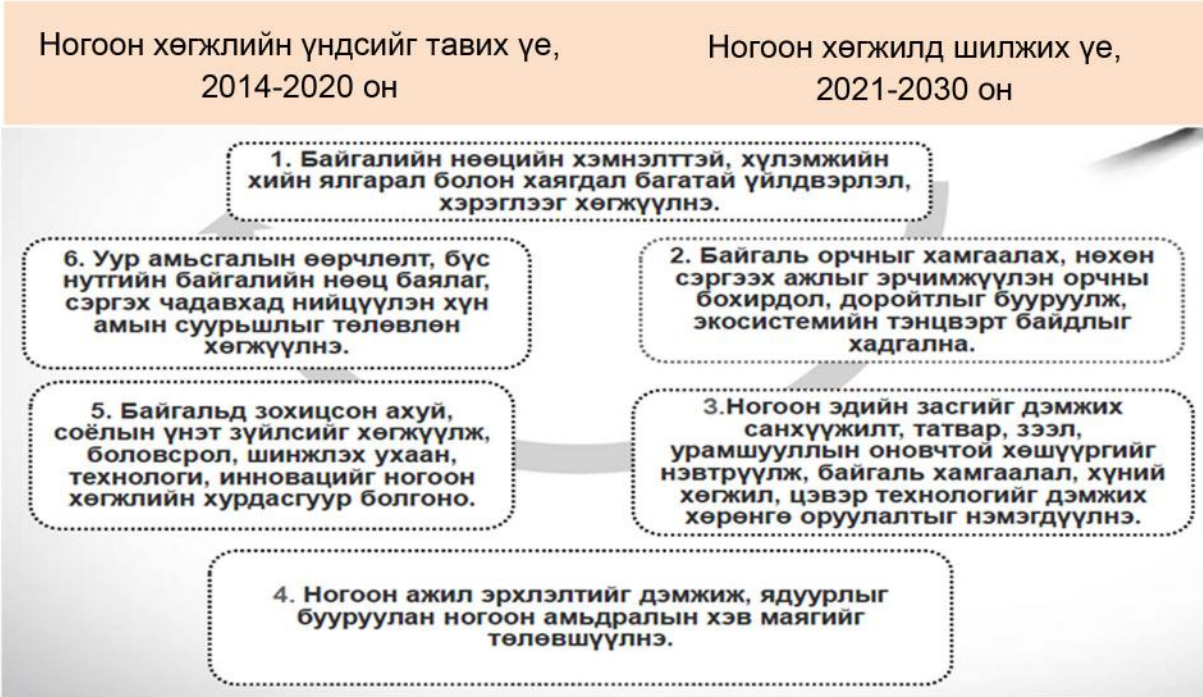 Ногоон хөгжлийн үндсийг тавих үе,
2014-2020 он
Ногоон хөгжилд шилжих үе,
2021-2030 он
1. Байгалийн нөөцийн хэмнэлттэй, хүлэмжийн
хийн ялгарал болон хаягдал багатай үйлдвэрлэл,
хэрэглээг хөгжүүлнэ.
2. Байгаль орчныг хамгаалах, нөхөн
сэргээх ажлыг эрчимжүүлэн орчны
бохирдол, доройтлыг бууруулж,
экосистемийн тэнцвэрт байдлыг
хадгална.
3.Ногоон эдийн засгийг дэмжих
санхүүжилт, татвар, зээл,
урамшууллын оновчтой хөшүүргийг
нэвтрүүлж, байгаль хамгаалал, хүний
хөгжил, цэвэр технологийг дэмжих
хөрөнгө оруулалтыг нэмэгдүүлнэ.
4. Ногоон ажил эрхлэлтийг дэмжиж, ядуурлыг
бууруулан ногоон амьдралын хэв маягийг
төлөвшүүлнэ.
5. Байгальд зохицсон ахуй,
соёлын үнэт зүйлсийг хөгжүүлж,
боловсрол, шинжлэх ухаан,
технологи, инновацийг ногоон
хөгжлийн хурдасгуур болгоно.
6. Уур амьсгалын өөрчлөлт, бүс
нутгийн байгалийн нөөц баялаг,
сэргэх чадавхад нийцүүлэн хүн
амын суурьшлыг төлөвлөн
хөгжүүлнэ.